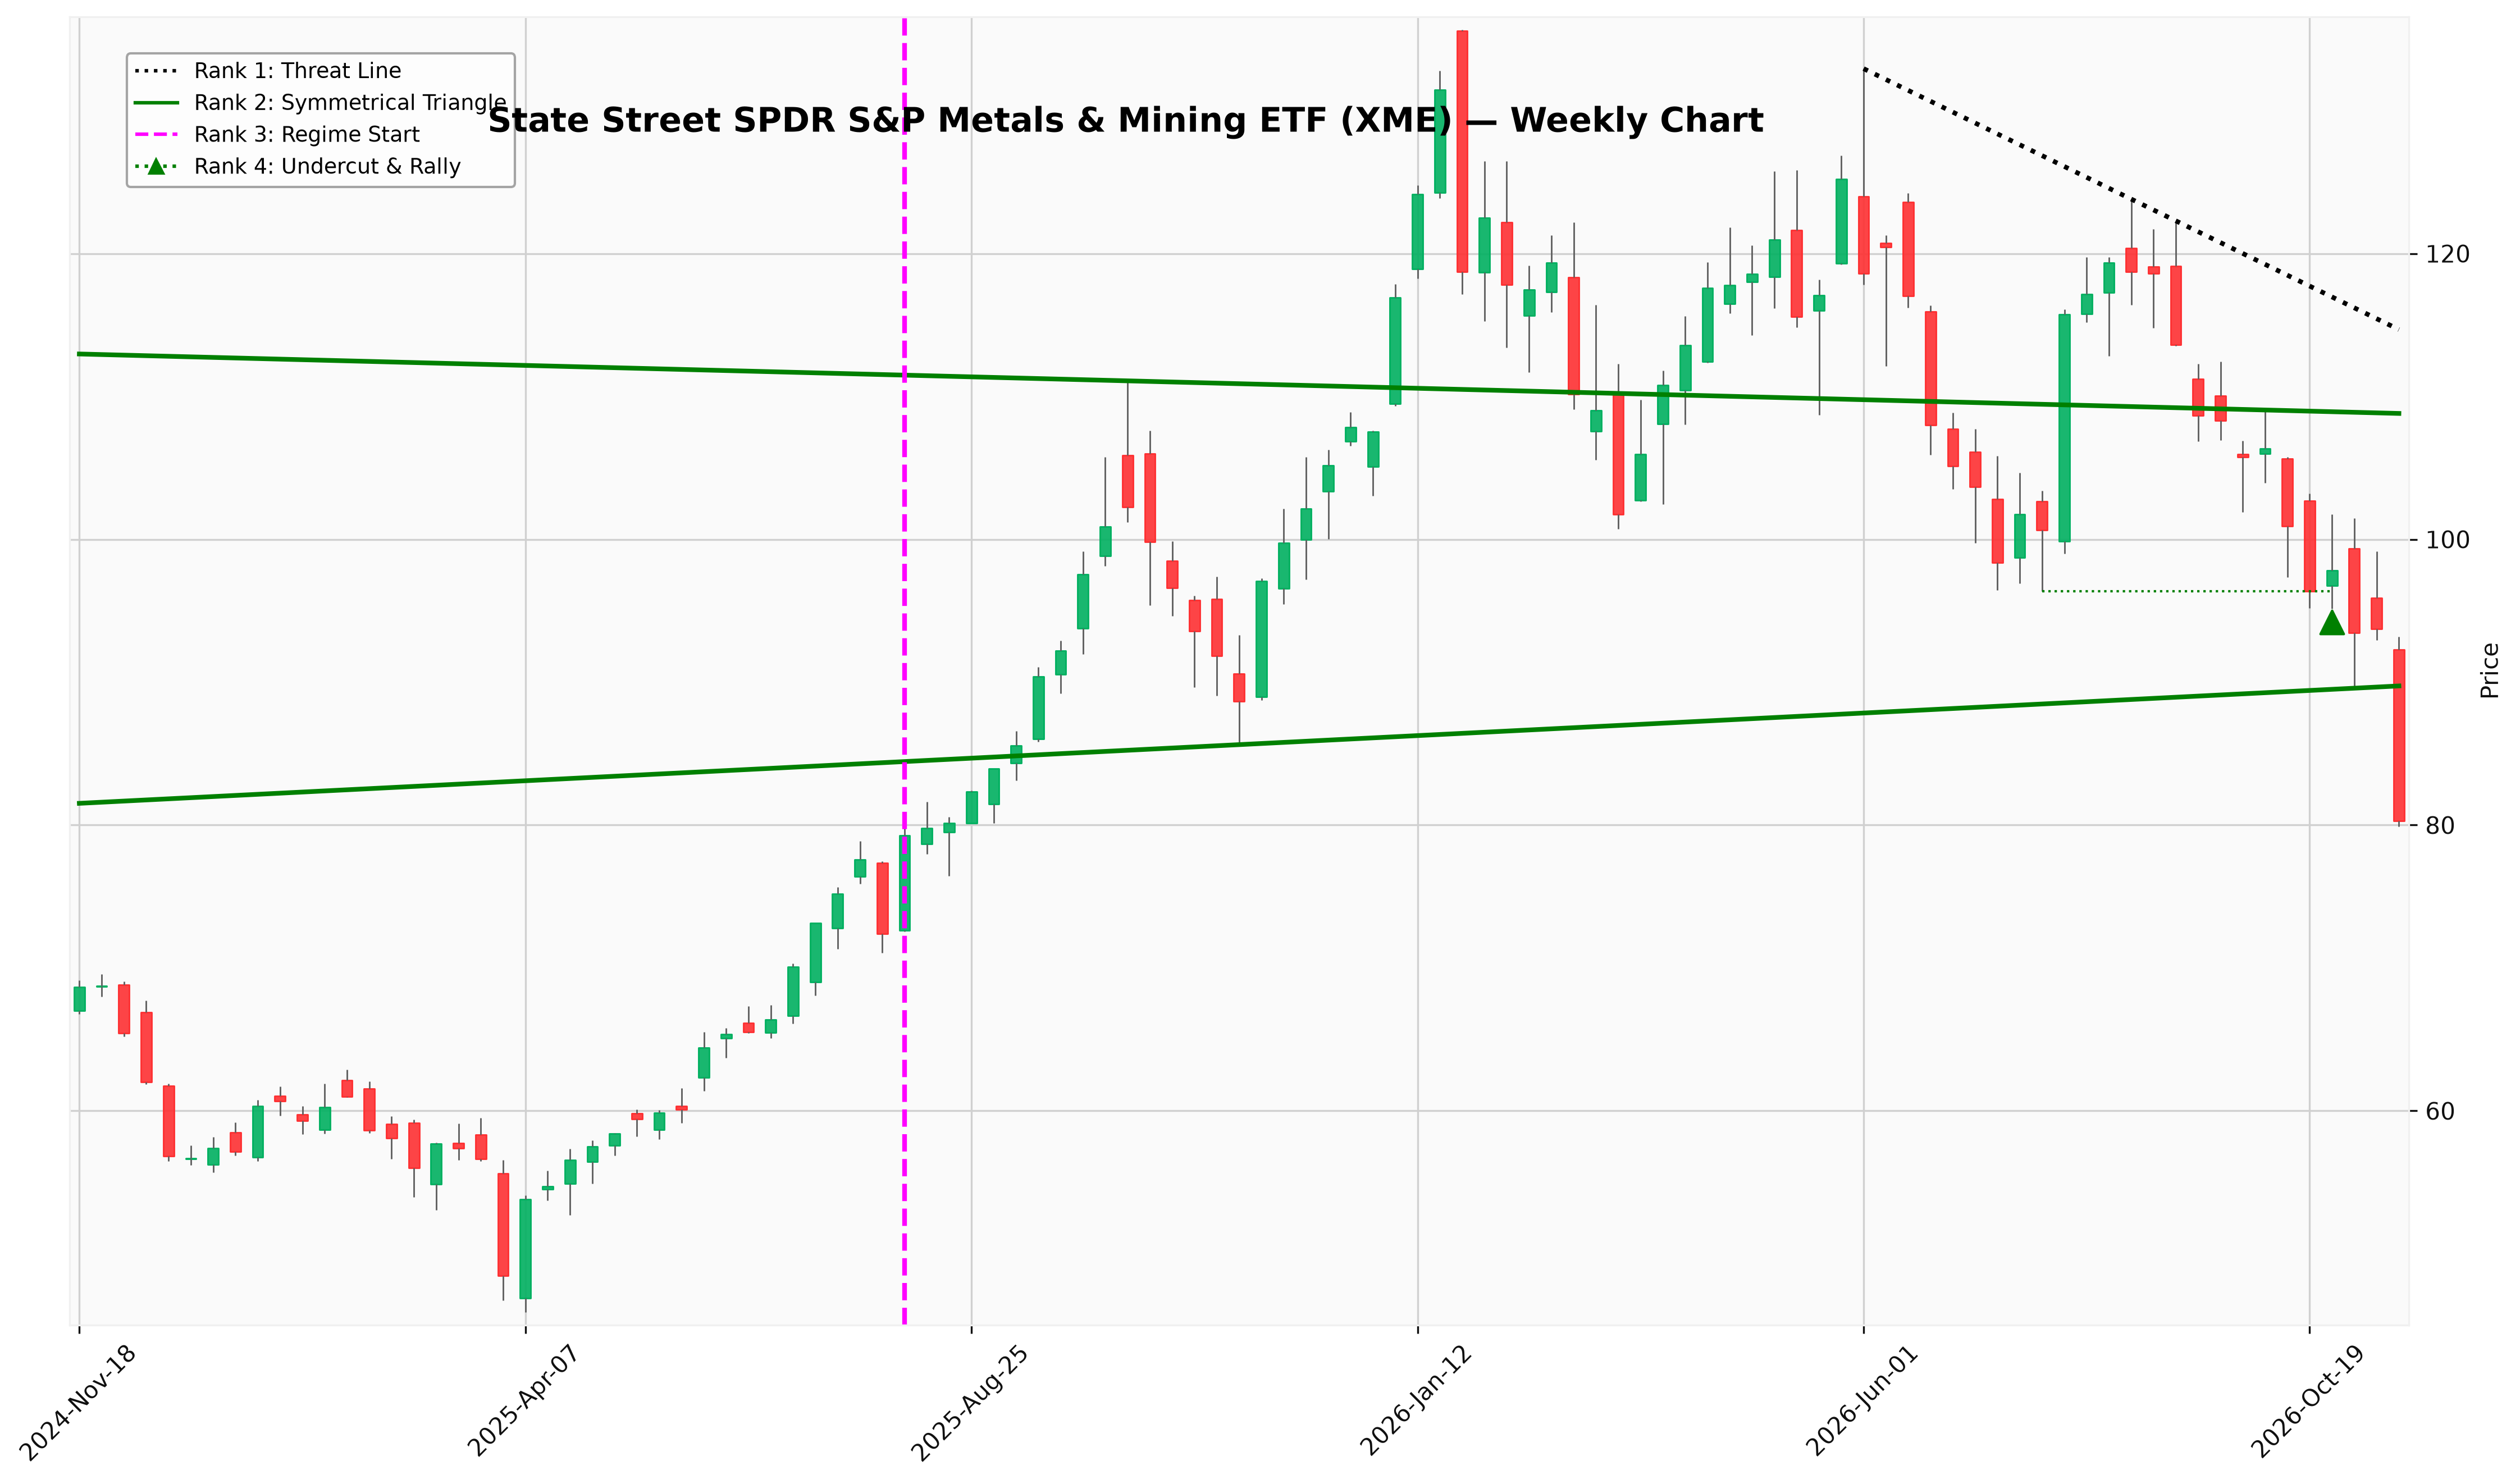 State Street SPDR S&P Metals & Mining ETF (XME) — Weekly Chart
Rank 1: Threat Line
Rank 2: Symmetrical Triangle
Rank 3: Regime Start
Rank 4: Undercut & Rally
120
100
80
60
Price
2024-Nov-18
2025-Apr-07
2025-Aug-25
2026-Jan-12
2026-Jun-01
2026-Oct-19